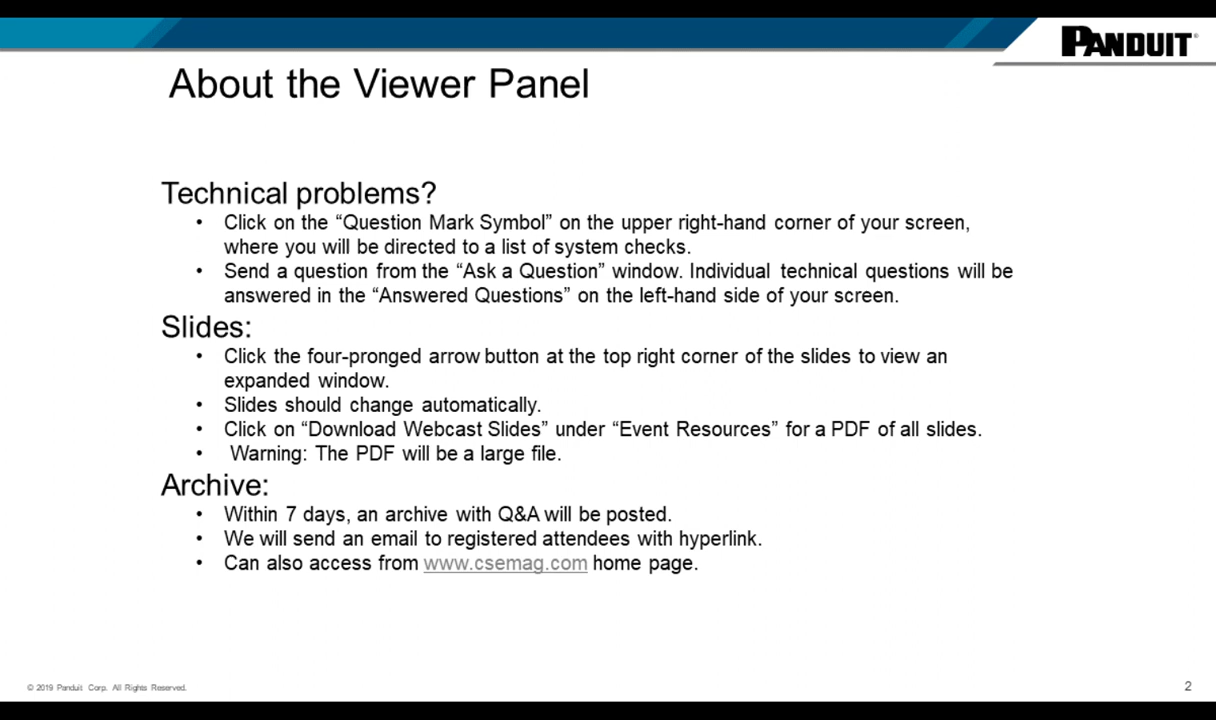 PANDUIT
About the Viewer Panel
Technical problems?
• Click on the “Question Mark Symbol” on the upper right-hand corner of your screen,
where you will be directed to a list of system checks.
• Send a question from the “Ask a Question” window. Individual technical questions will be
answered in the “Answered Questions” on the left-hand side of your screen.
Slides:
• Click the four-pronged arrow button at the top right corner of the slides to view an
expanded window.
• Slides should change automatically.
• Click on “Download Webcast Slides” under “Event Resources” for a PDF of all slides.
• Warning: The PDF will be a large file.
Archive:
• Within 7 days, an archive with Q&A will be posted.
• We will send an email to registered attendees with hyperlink.
• Can also access from www.csemag.com home page.
© 2019 Panduit Corp. All Rights Reserved.
2